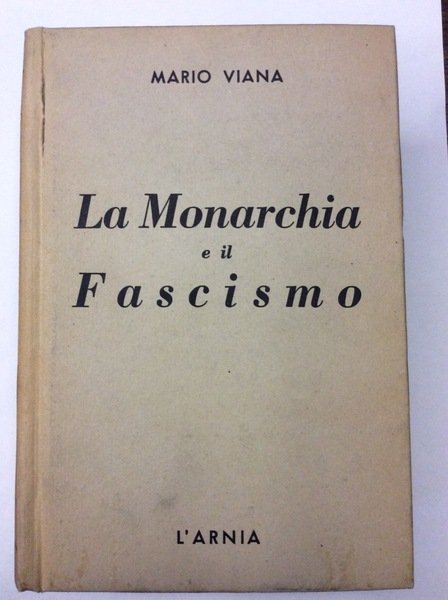 MARIO VIANA
La Monarchia
e il
Fascismo
L'ARNIA